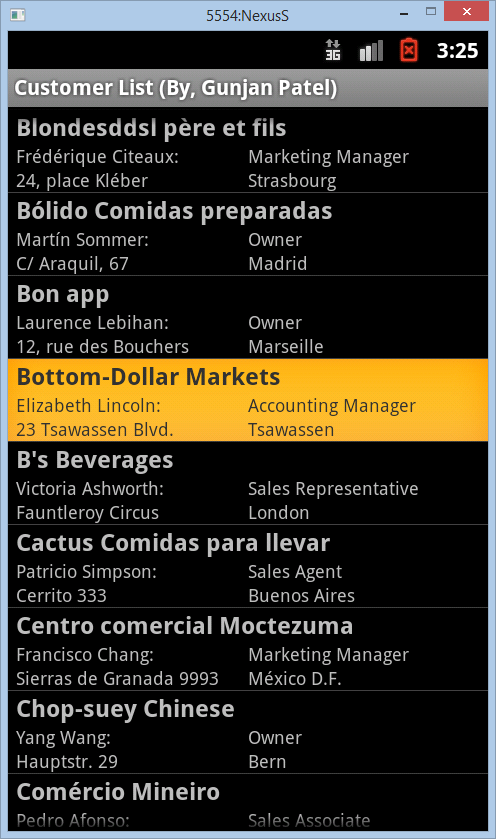 5554:NexusS
3G 3:25
Customer List (By, Gunjan Patel)
Blondesddsl père et fils
Frédérique Citeaux: Marketing Manager
24, place Kléber Strasbourg
Bólido Comidas preparadas
Martín Sommer: Owner
C/ Araquil, 67 Madrid
Bon app
Laurence Lebihan: Owner
12, rue des Bouchers Marseille
Bottom-Dollar Markets
Elizabeth Lincoln: Accounting Manager
23 Tsawassen Blvd. Tsawassen
B's Beverages
Victoria Ashworth: Sales Representative
Fauntleroy Circus London
Cactus Comidas para llevar
Patricio Simpson: Sales Agent
Cerrito 333 Buenos Aires
Centro comercial Moctezuma
Francisco Chang: Marketing Manager
Sierras de Granada 9993 México D.F.
Chop-suey Chinese
Yang Wang: Owner
Hauptstr. 29 Bern
Comércio Mineiro
Pedro Afonso: Sales Associate